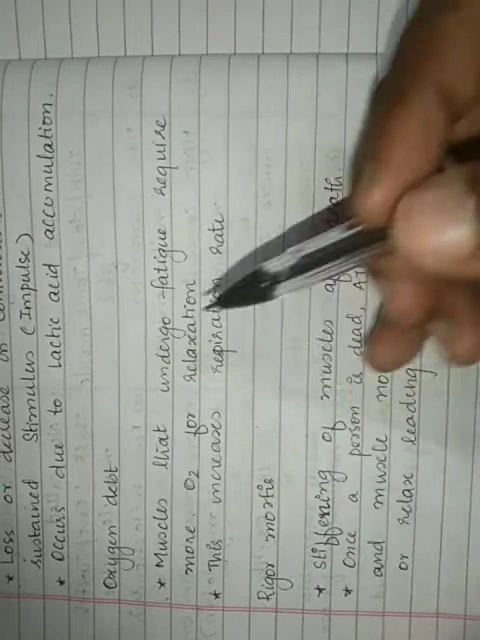 * Loss or decrease in
sustained Stimulus (Impulse)
* Occurs due to Lactic acid accomulation.
Oxygen debt
* Muscles that undergo fatigue require
more O2 for relaxation
* This increases respiration rate
Rigor mortis
* Stiffening of muscles
* Once a person is dead,
and muscle no
or relax leading